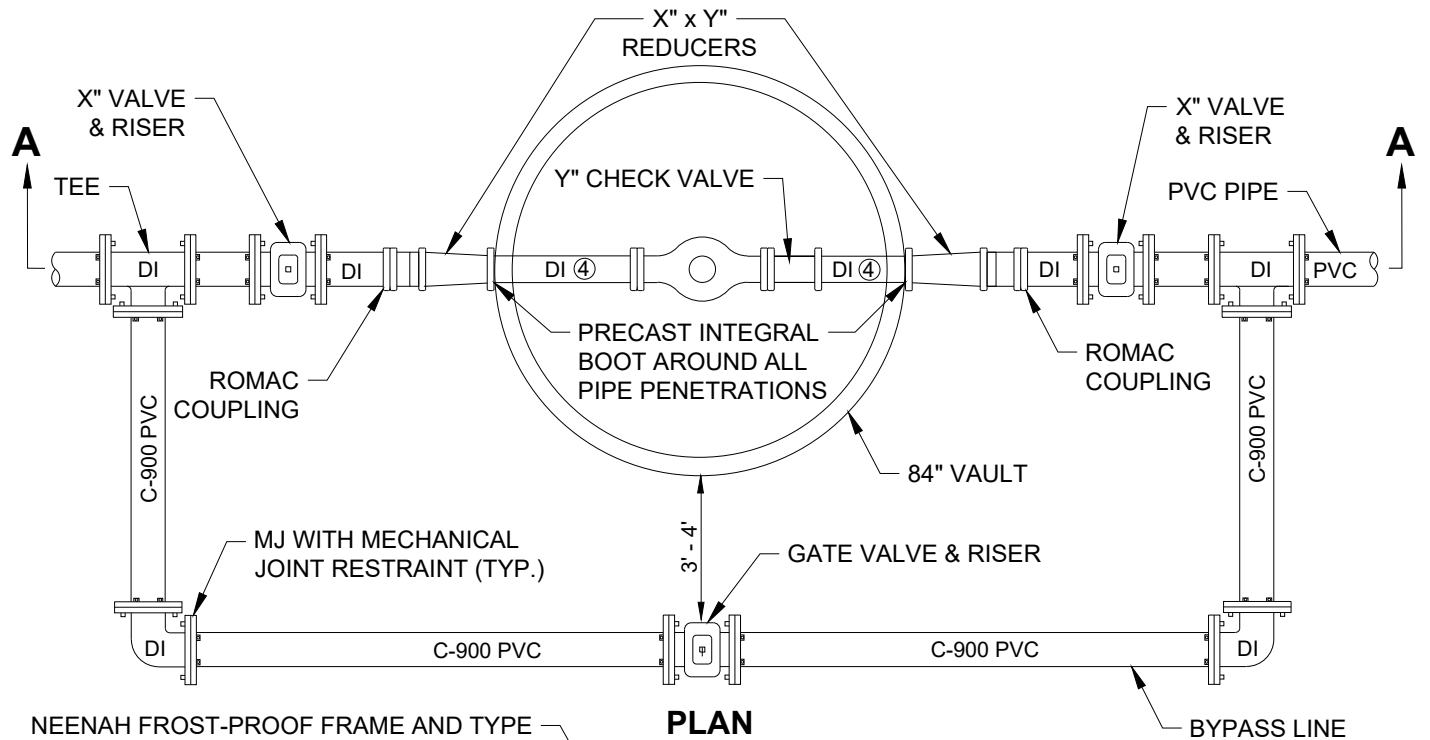 X" x Y"
REDUCERS
X" VALVE
& RISER
X" VALVE
& RISER
A
A
TEE
Y" CHECK VALVE
PVC PIPE
DI
DI
DI ④
DI ④
DI
DI
PVC
PRECAST INTEGRAL
BOOT AROUND ALL
PIPE PENETRATIONS
ROMAC
COUPLING
ROMAC
COUPLING
C-900 PVC
C-900 PVC
84" VAULT
3' - 4'
MJ WITH MECHANICAL
JOINT RESTRAINT (TYP.)
GATE VALVE & RISER
DI
C-900 PVC
C-900 PVC
DI
NEENAH FROST-PROOF FRAME AND TYPE
PLAN
BYPASS LINE